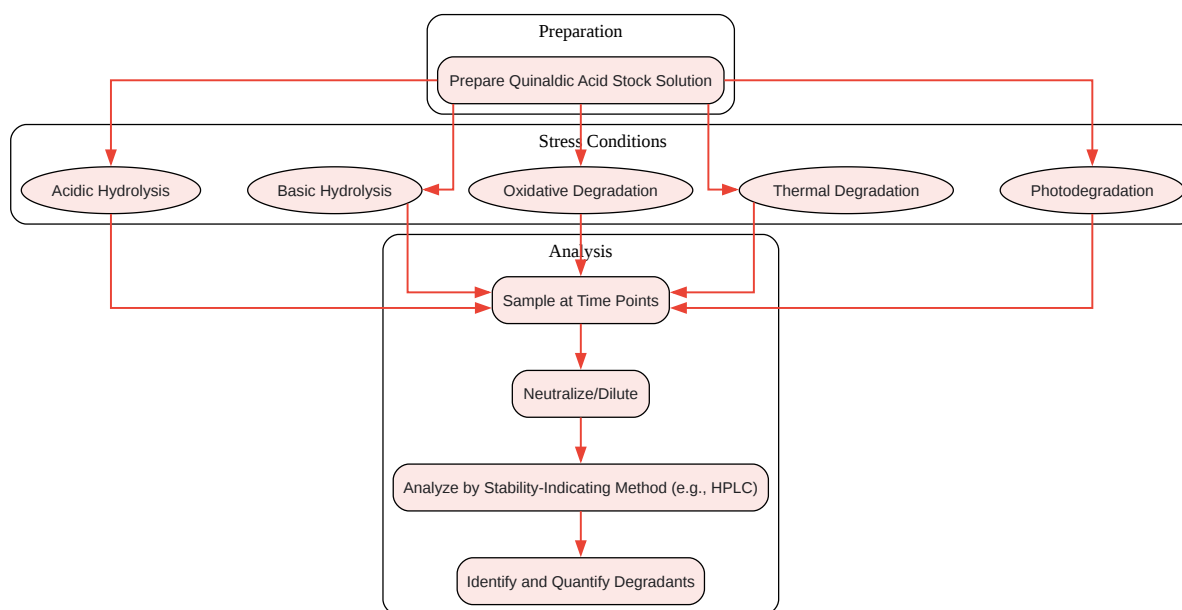 Preparation
Prepare Quinaldic Acid Stock Solution
Stress Conditions
Acidic Hydrolysis
Basic Hydrolysis
Oxidative Degradation
Thermal Degradation
Photodegradation
Analysis
Sample at Time Points
Neutralize/Dilute
Analyze by Stability-Indicating Method (e.g., HPLC)
Identify and Quantify Degradants